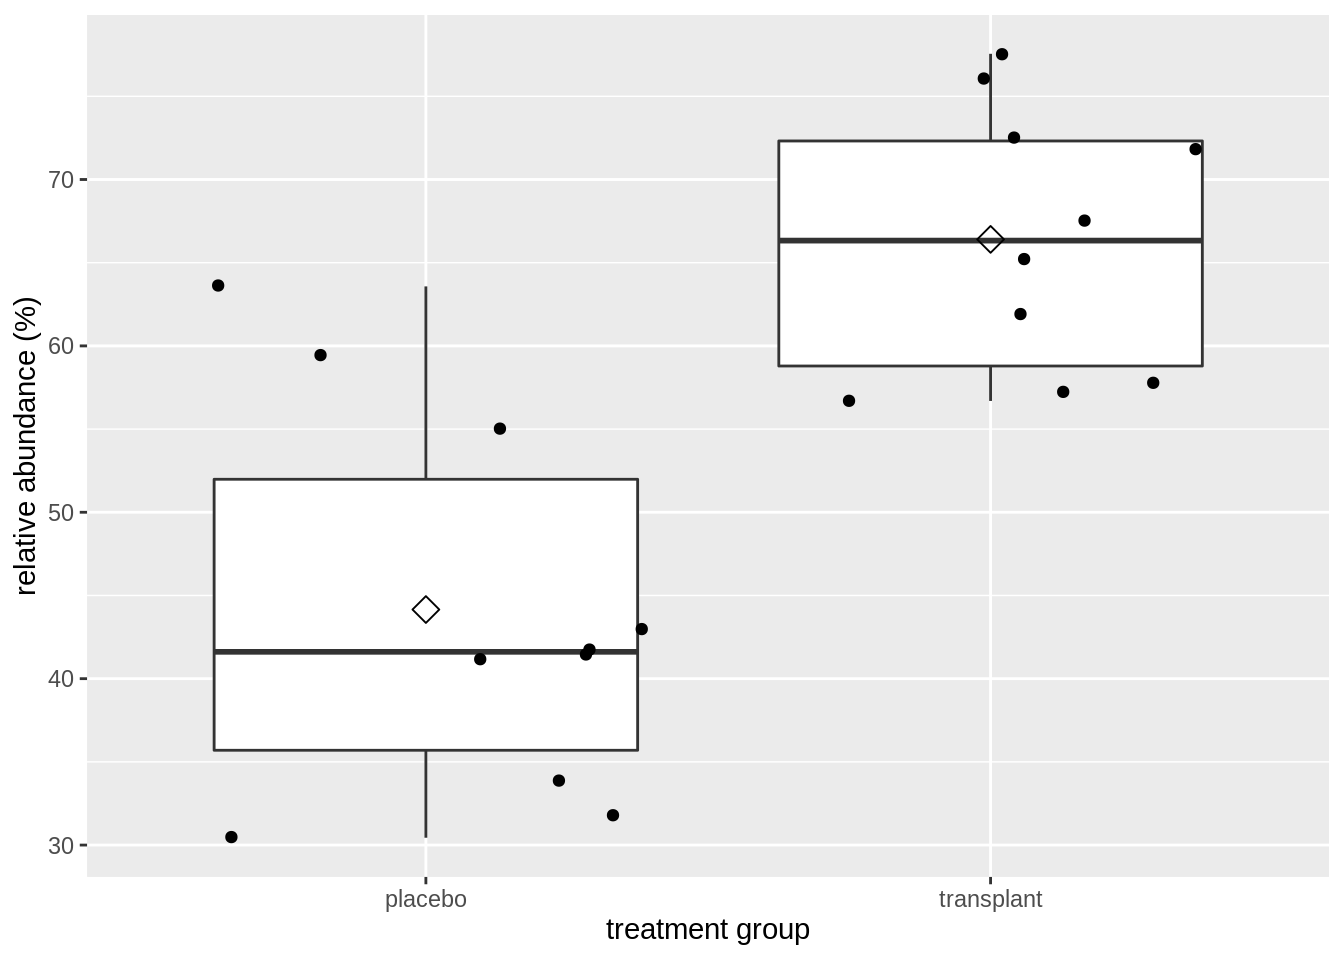 relative abundance (%)
70
60
50
40
30
placebo
transplant
treatment group